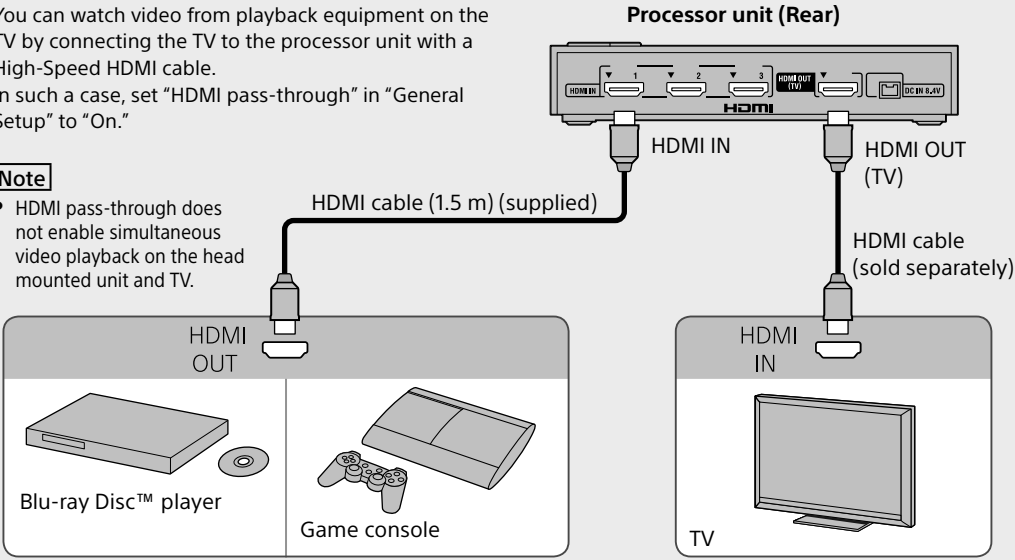 You can watch video from playback equipment on the
TV by connecting the TV to the processor unit with a
High-Speed HDMI cable.
In such a case, set “HDMI pass-through” in “General
Setup” to “On.”
Note
• HDMI pass-through does
not enable simultaneous
video playback on the head
mounted unit and TV.
Processor unit (Rear)
HDMI IN
▼ 1
▼ 2
▼ 3
HDMI OUT
(TV)
▼
DC IN 8.4V
HDMI
HDMI IN
HDMI OUT
(TV)
HDMI cable (1.5 m) (supplied)
HDMI cable
(sold separately)
HDMI
OUT
Blu-ray Disc™ player
Game console
HDMI
IN
TV